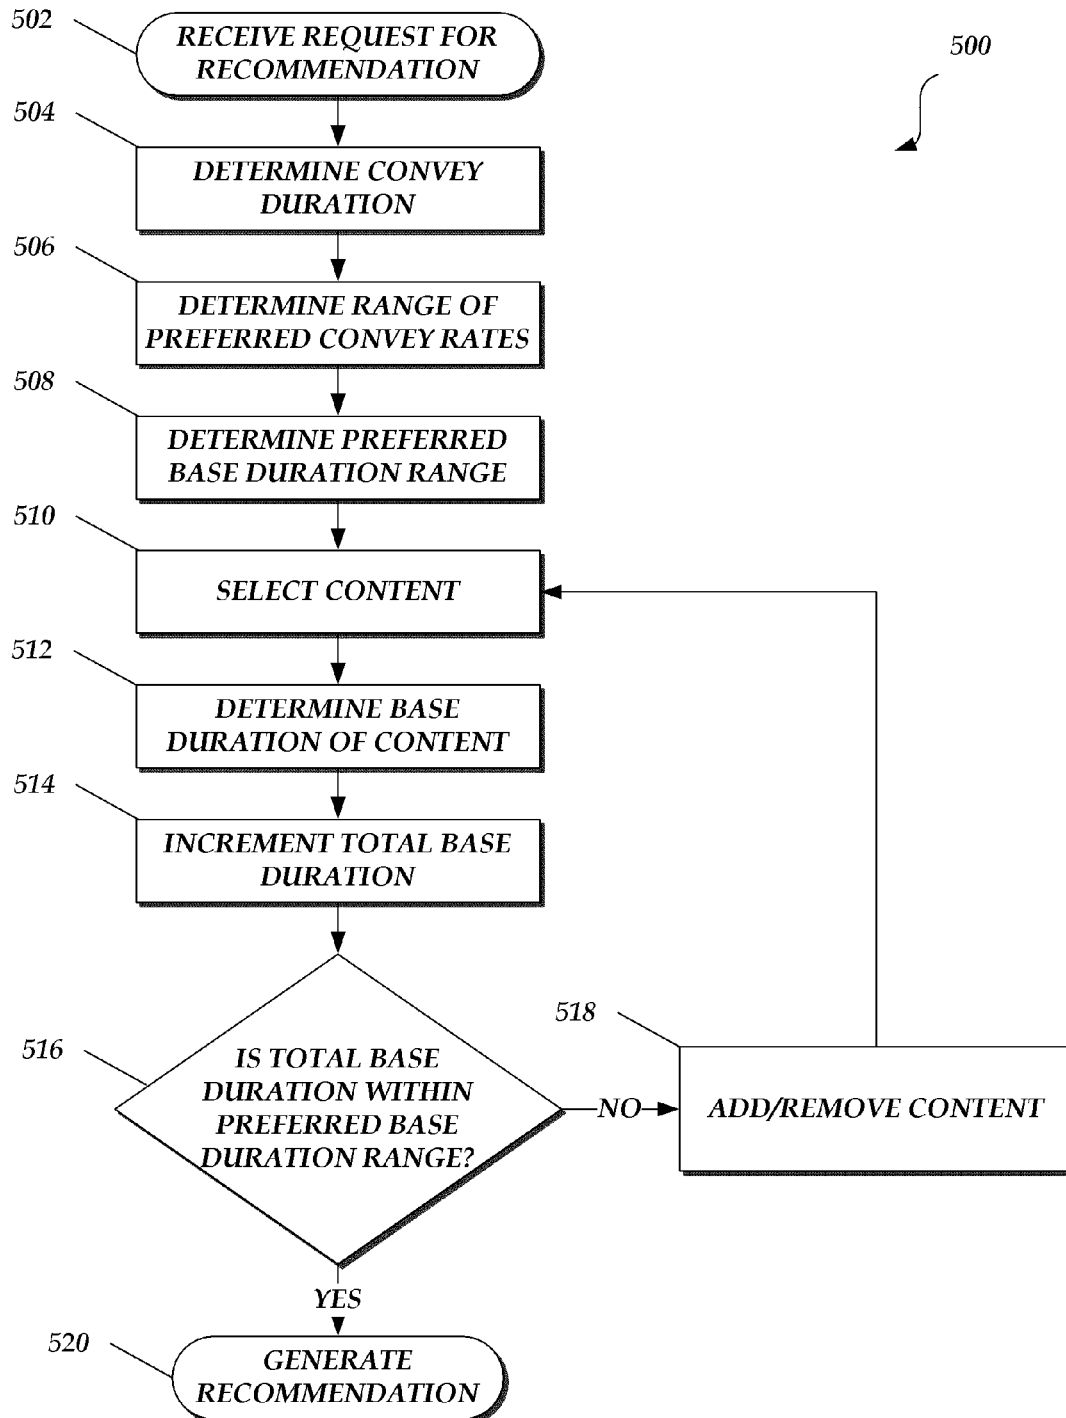 502
RECEIVE REQUEST FOR
RECOMMENDATION
500
504
DETERMINE CONVEY
DURATION
506
DETERMINE RANGE OF
PREFERRED CONVEY RATES
508
DETERMINE PREFERRED
BASE DURATION RANGE
510
SELECT CONTENT
512
DETERMINE BASE
DURATION OF CONTENT
514
INCREMENT TOTAL BASE
DURATION
516
IS TOTAL BASE
DURATION WITHIN
PREFERRED BASE
DURATION RANGE?
NO
518
ADD/REMOVE CONTENT
YES
520
GENERATE
RECOMMENDATION